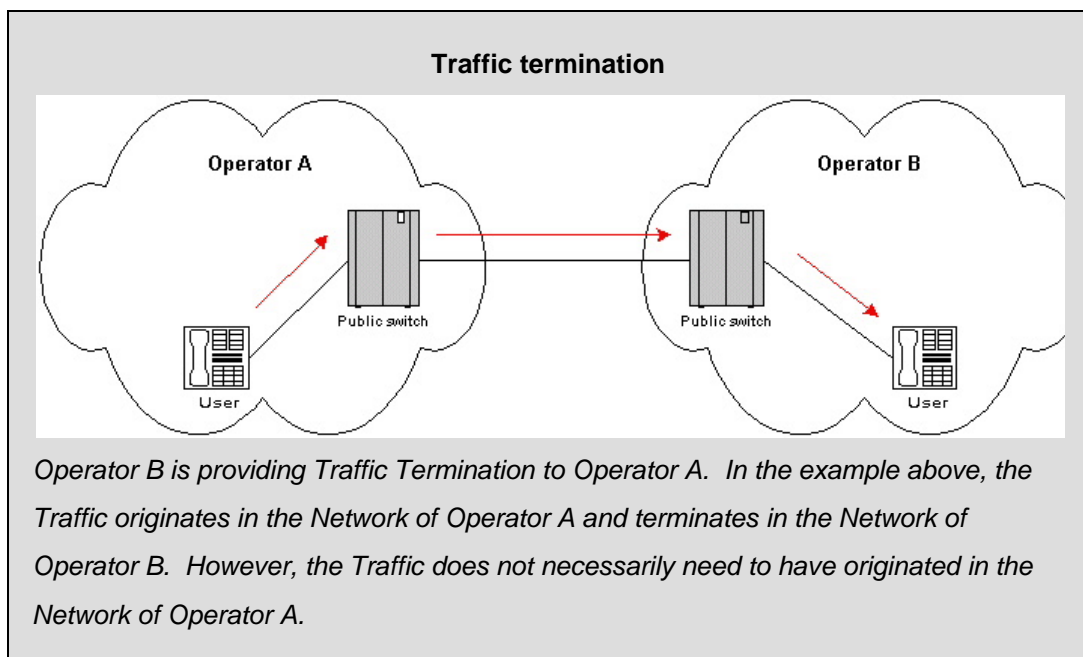 Traffic termination
Operator A
Operator B
Public switch
Public switch
User
User
Operator B is providing Traffic Termination to Operator A.  In the example above, the
Traffic originates in the Network of Operator A and terminates in the Network of
Operator B.  However, the Traffic does not necessarily need to have originated in the
Network of Operator A.